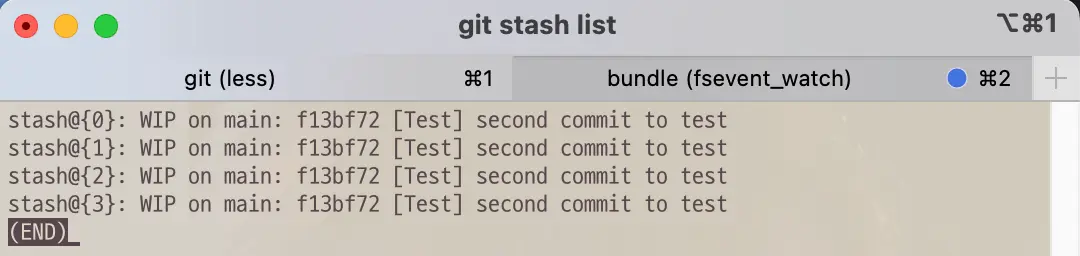 git stash list
⌥⌘1
git (less) ⌘1 bundle (fsevent_watch) ⌘2
stash@{0}: WIP on main: f13bf72 [Test] second commit to test
stash@{1}: WIP on main: f13bf72 [Test] second commit to test
stash@{2}: WIP on main: f13bf72 [Test] second commit to test
stash@{3}: WIP on main: f13bf72 [Test] second commit to test
(END)